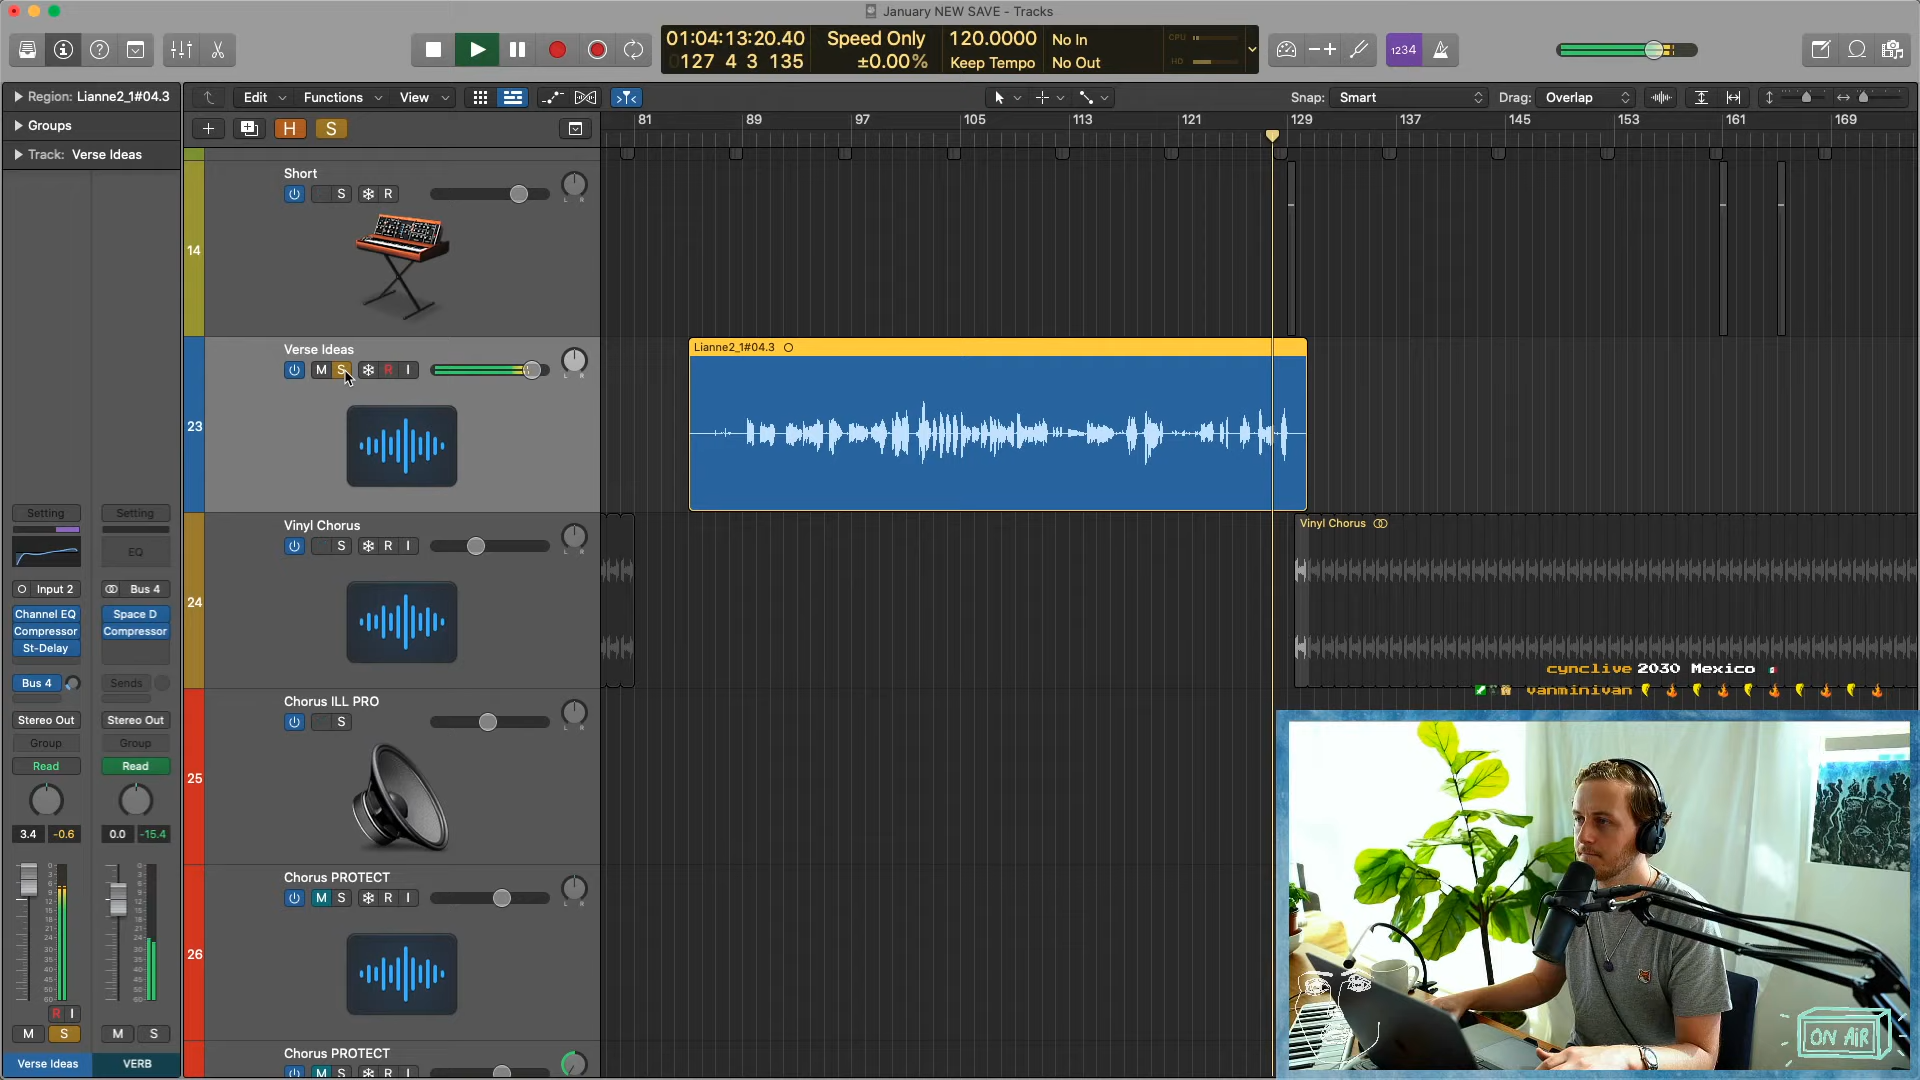 January NEW SAVE - Tracks
01:04:13:20.40
127 4 3 135
Speed Only
±0.00%
120.0000
Keep Tempo
No In
No Out
CPU
HD
1234
Region: Lianne2_1#04.3
Edit
Functions
View
Snap: Smart
Drag: Overlap
Groups
H
S
81
89
97
105
113
121
129
137
145
153
161
169
Track: Verse Ideas
14
Short
S
R
L R
23
Verse Ideas
M
S
R
I
L R
Lianne2_1#04.3
24
Vinyl Chorus
S
R
I
L R
Vinyl Chorus
25
Chorus ILL PRO
S
L R
26
Chorus PROTECT
M
S
R
I
L R
Chorus PROTECT
M
S
R
I
Setting
Setting
EQ
Input 2
Bus 4
Channel EQ
Space D
Compressor
Compressor
St-Delay
Bus 4
Sends
Stereo Out
Stereo Out
Group
Group
Read
Read
3.4
-0.6
0.0
-15.4
R I
M S
M S
Verse Ideas
VERB
cynclive 2030 Mexico
vanminivan
ON AiR